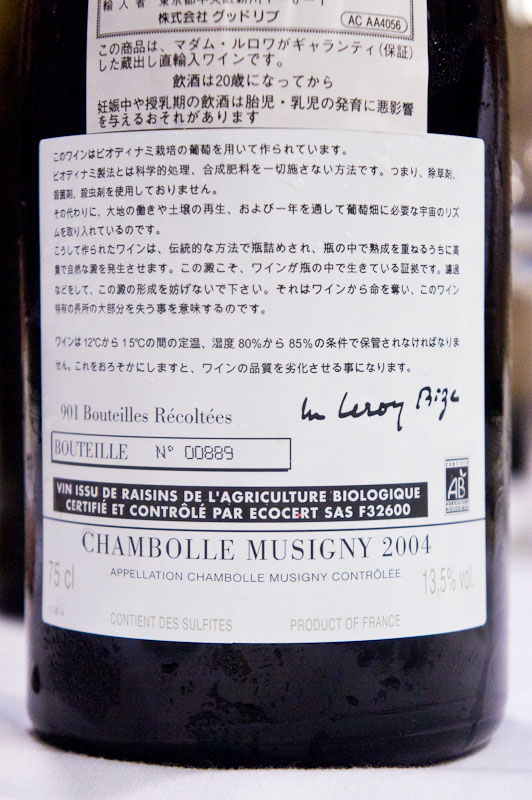 輸入者
株式会社 グッドリブ
AC AA4056
この商品は、マダム・ルロワがギャランティ(保証)
した蔵出し直輸入ワインです。
飲酒は20歳になってから
妊娠中や授乳期の飲酒は胎児・乳児の発育に悪影響
を与えるおそれがあります
このワインはビオディナミ栽培の葡萄を用いて作られています。
ビオディナミ製法とは科学的処理、合成肥料を一切施さない方法です。つまり、除草剤、
殺菌剤、殺虫剤を使用しておりません。
その代わりに、大地の働きや土壌の再生、および一年を通して葡萄畑に必要な宇宙のリズ
ムを取り入れているのです。
こうして作られたワインは、伝統的な方法で瓶詰めされ、瓶の中で熟成を重ねるうちに高
貴で自然な澱を発生させます。この澱こそ、ワインが瓶の中で生きている証拠です。濾過
などをして、この澱の形成を妨げないで下さい。それはワインから命を奪い、このワイン
特有の長所の大部分を失う事を意味するのです。
ワインは12℃から15℃の間の定温、湿度80%から85%の条件で保管されなければなりま
せん。これをおろそかにしますと、ワインの品質を劣化させる事になります。
Leroy Bize
901 Bouteilles Récoltées
BOUTEILLE N° 00889
VIN ISSU DE RAISINS DE L'AGRICULTURE BIOLOGIQUE
CERTIFIÉ ET CONTRÔLÉ PAR ECOCERT SAS F32600
CERTIFIÉ
AB
AGRICULTURE
BIOLOGIQUE
CHAMBOLLE MUSIGNY 2004
75 cl
APPELLATION CHAMBOLLE MUSIGNY CONTRÔLÉE
13,5% vol.
CONTIENT DES SULFITES
PRODUCT OF FRANCE